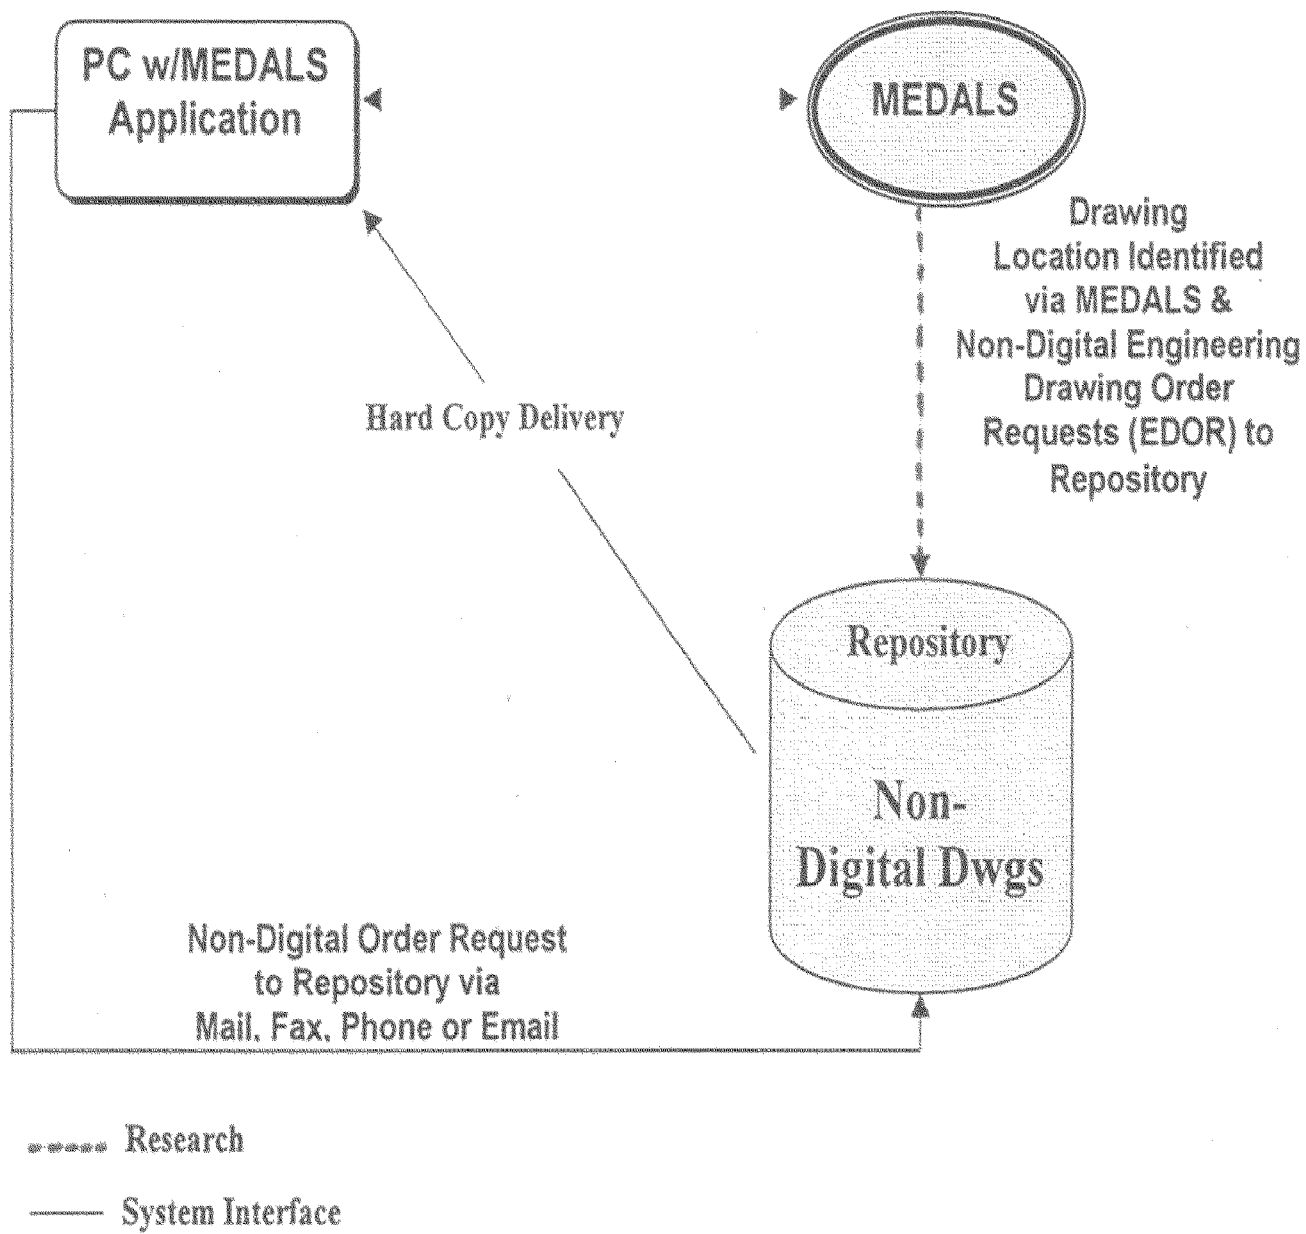 PC w/MEDALS
Application
MEDALS
Drawing
Location Identified
via MEDALS &
Non-Digital Engineering
Drawing Order
Requests (EDOR) to
Repository
Hard Copy Delivery
Repository
Non-
Digital Dwgs
Non-Digital Order Request
to Repository via
Mail, Fax, Phone or Email
Research
System Interface